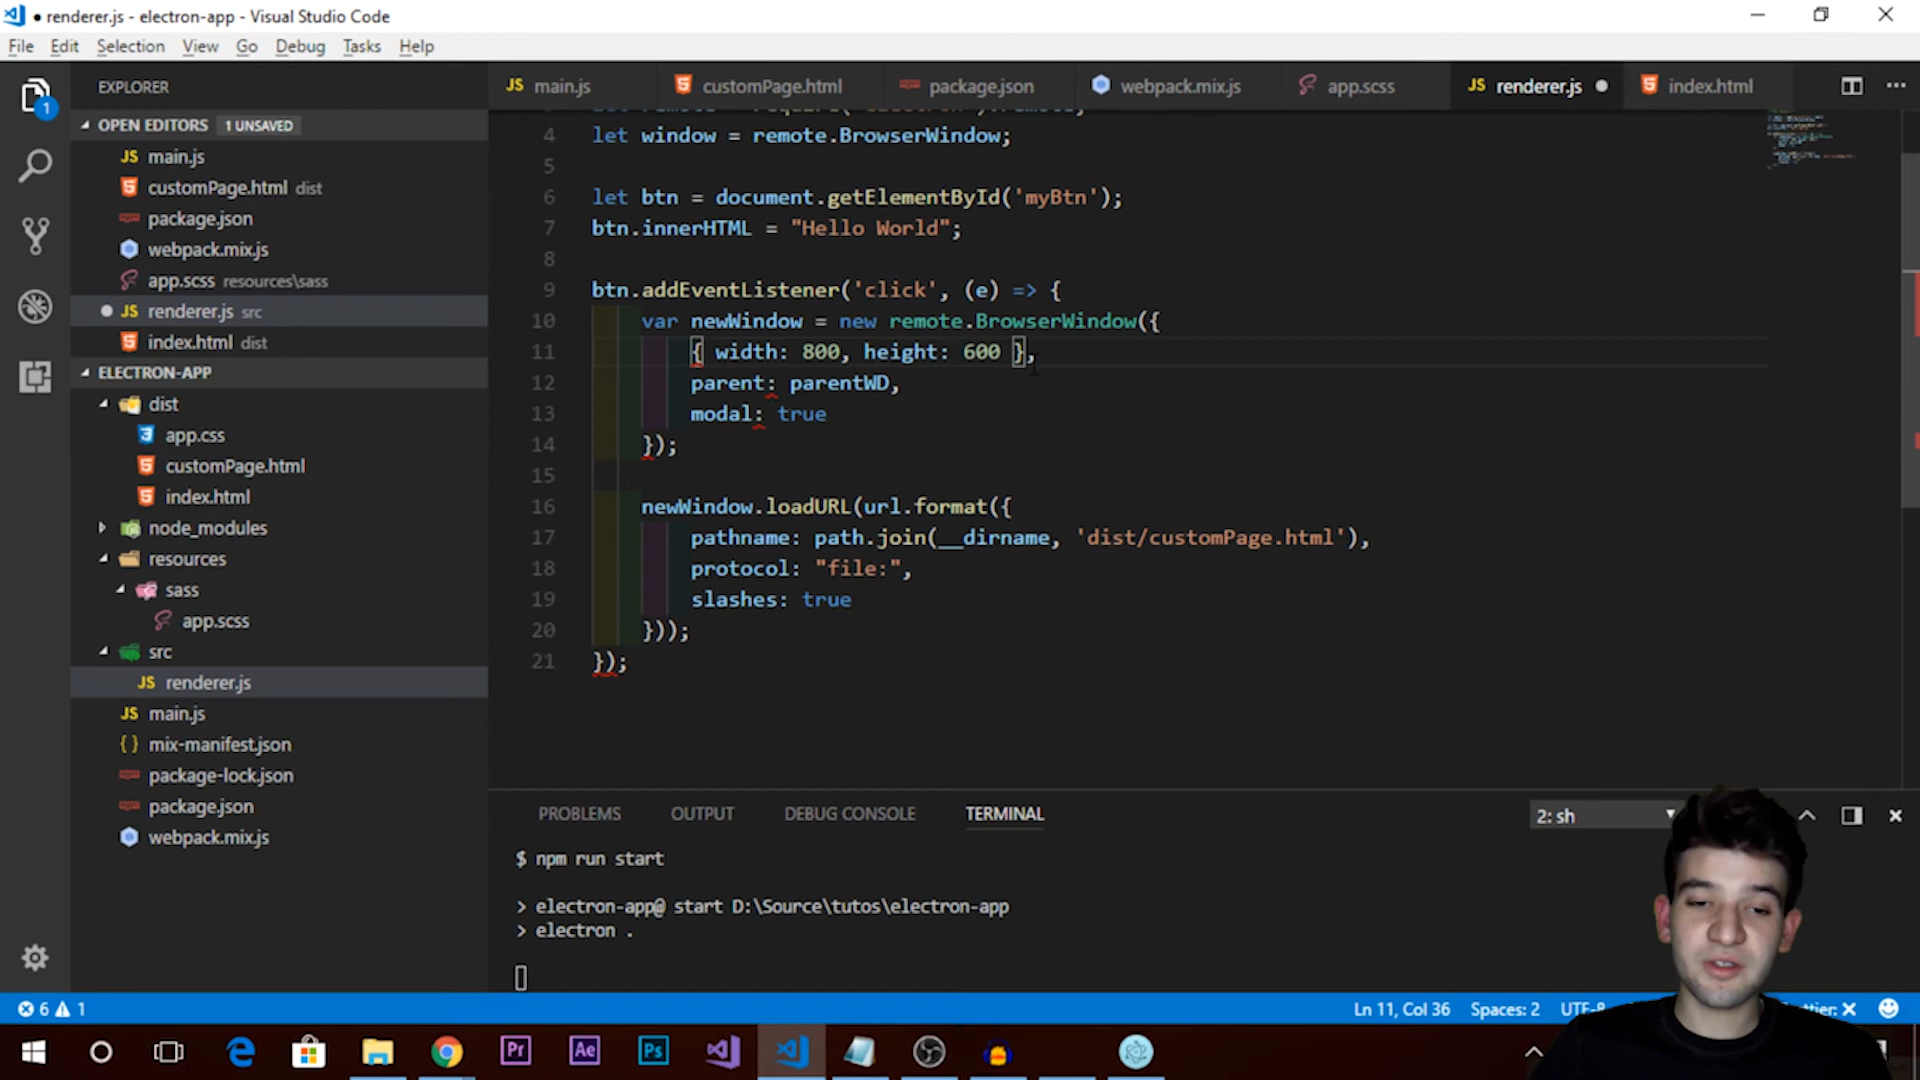 ● renderer.js - electron-app - Visual Studio Code
File Edit Selection View Go Debug Tasks Help
EXPLORER
OPEN EDITORS 1 UNSAVED
main.js
customPage.html dist
package.json
webpack.mix.js
app.scss resources\sass
renderer.js src
index.html dist
ELECTRON-APP
dist
app.css
customPage.html
index.html
node_modules
resources
sass
app.scss
src
renderer.js
main.js
mix-manifest.json
package-lock.json
package.json
webpack.mix.js
main.js customPage.html package.json webpack.mix.js app.scss renderer.js index.html
4 let window = remote.BrowserWindow;
5
6 let btn = document.getElementById('myBtn');
7 btn.innerHTML = "Hello World";
8
9 btn.addEventListener('click', (e) => {
10 var newWindow = new remote.BrowserWindow({
11 { width: 800, height: 600 },
12 parent: parentWD,
13 modal: true
14 });
15
16 newWindow.loadURL(url.format({
17 pathname: path.join(__dirname, 'dist/customPage.html'),
18 protocol: "file:",
19 slashes: true
20 }));
21 });
PROBLEMS OUTPUT DEBUG CONSOLE TERMINAL
2: sh
$ npm run start
> electron-app@ start D:\Source\tutos\electron-app
> electron .
6 1
Ln 11, Col 36 Spaces: 2